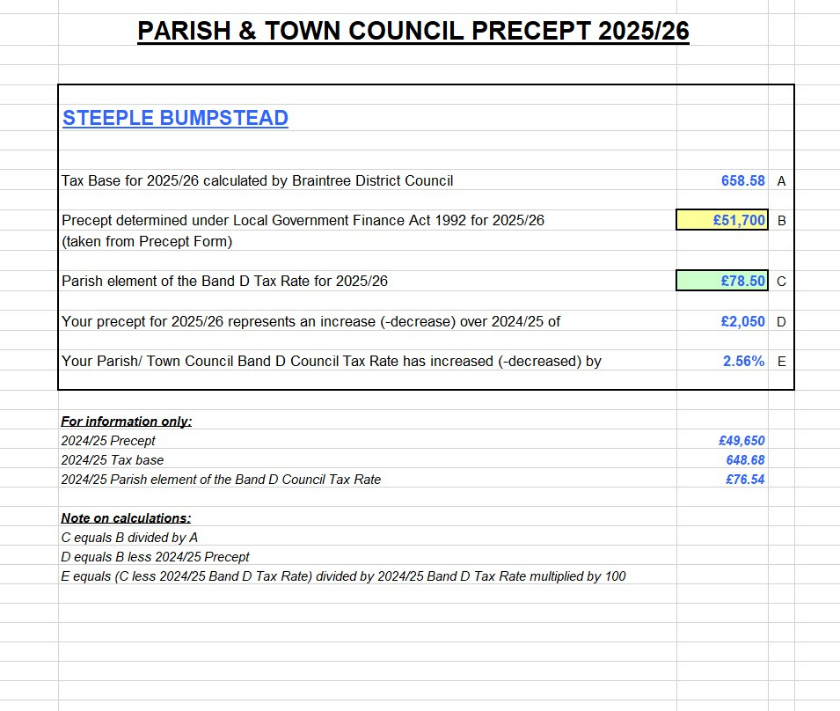 PARISH & TOWN COUNCIL PRECEPT 2025/26
STEEPLE BUMPSTEAD
Tax Base for 2025/26 calculated by Braintree District Council 658.58 A
Precept determined under Local Government Finance Act 1992 for 2025/26 £51,700 B
(taken from Precept Form)
Parish element of the Band D Tax Rate for 2025/26 £78.50 C
Your precept for 2025/26 represents an increase (-decrease) over 2024/25 of £2,050 D
Your Parish/ Town Council Band D Council Tax Rate has increased (-decreased) by 2.56% E
For information only:
2024/25 Precept £49,650
2024/25 Tax base 648.68
2024/25 Parish element of the Band D Council Tax Rate £76.54
Note on calculations:
C equals B divided by A
D equals B less 2024/25 Precept
E equals (C less 2024/25 Band D Tax Rate) divided by 2024/25 Band D Tax Rate multiplied by 100